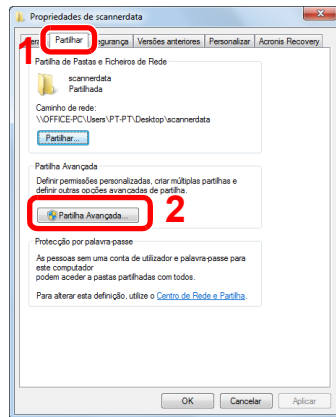 Propriedades de scannerdata
Partilhar Segurança Versões anteriores Personalizar Acronis Recovery
1
Partilha de Pastas e Ficheiros de Rede
scannerdata
Partilhada
Caminho de rede:
\\OFFICE-PC\Users\PT-PT\Desktop\scannerdata
Partilhar...
Partilha Avançada
Definir permissões personalizadas, criar múltiplas partilhas e
definir outras opções avançadas de partilha.
Partilha Avançada...
2
Protecção por palavra-passe
As pessoas sem uma conta de utilizador e palavra-passe para
este computador
podem aceder a pastas partilhadas com todos.
Para alterar esta definição, utilize o Centro de Rede e Partilha.
OK Cancelar Aplicar